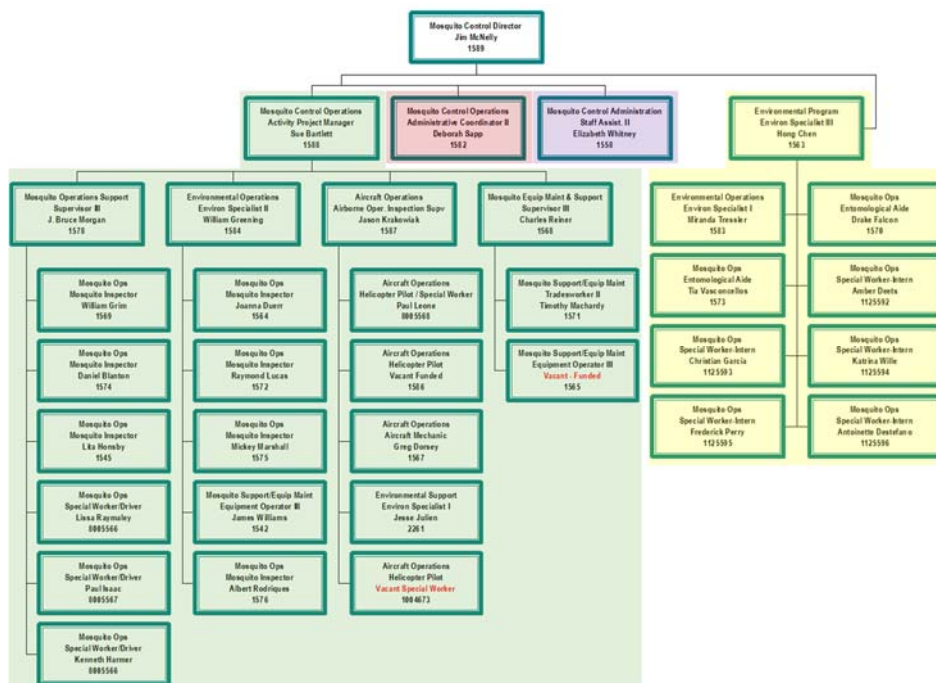 Mosquito Control Director
Jim McNelly
1589
Mosquito Control Operations
Activity Project Manager
Sue Bartlett
1588
Mosquito Control Operations
Administrative Coordinator II
Deborah Sapp
1582
Mosquito Control Administration
Staff Assist. II
Elizabeth Whitney
1558
Environmental Program
Environ Specialist III
Hong Chen
1563
Mosquito Operations Support
Supervisor III
J. Bruce Morgan
1578
Environmental Operations
Environ Specialist II
William Greening
1584
Aircraft Operations
Airborne Oper. Inspection Supv
Jason Krakowiak
1587
Mosquito Equip Maint & Support
Supervisor III
Charles Reiner
1568
Environmental Operations
Environ Specialist I
Miranda Tressler
1583
Mosquito Ops
Entomological Aide
Drake Falcon
1570
Mosquito Ops
Mosquito Inspector
William Grim
1569
Mosquito Ops
Mosquito Inspector
Joanna Duerr
1564
Aircraft Operations
Helicopter Pilot / Special Worker
Paul Leone
8005568
Mosquito Support/Equip Maint
Tradesworker II
Timothy Machardy
1571
Mosquito Ops
Entomological Aide
Tia Vasconcellos
1573
Mosquito Ops
Special Worker-Intern
Amber Deets
1125592
Mosquito Ops
Mosquito Inspector
Daniel Blanton
1574
Mosquito Ops
Mosquito Inspector
Raymond Lucas
1572
Aircraft Operations
Helicopter Pilot
Vacant Funded
1586
Mosquito Support/Equip Maint
Equipment Operator III
Vacant - Funded
1565
Mosquito Ops
Special Worker-Intern
Christian Garcia
1125593
Mosquito Ops
Special Worker-Intern
Katrina Wille
1125594
Mosquito Ops
Mosquito Inspector
Lita Honsby
1545
Mosquito Ops
Mosquito Inspector
Mickey Marshall
1575
Aircraft Operations
Aircraft Mechanic
Greg Dorsey
1567
Mosquito Ops
Special Worker-Intern
Frederick Perry
1125595
Mosquito Ops
Special Worker-Intern
Antoinette Destefano
1125596
Mosquito Ops
Special Worker/Driver
Lissa Raymaley
8005566
Mosquito Support/Equip Maint
Equipment Operator III
James Williams
1542
Environmental Support
Environ Specialist I
Jesse Julien
2261
Mosquito Ops
Special Worker/Driver
Paul Isaac
8005567
Mosquito Ops
Mosquito Inspector
Albert Rodriques
1576
Aircraft Operations
Helicopter Pilot
Vacant Special Worker
1004673
Mosquito Ops
Special Worker/Driver
Kenneth Harmer
8005566